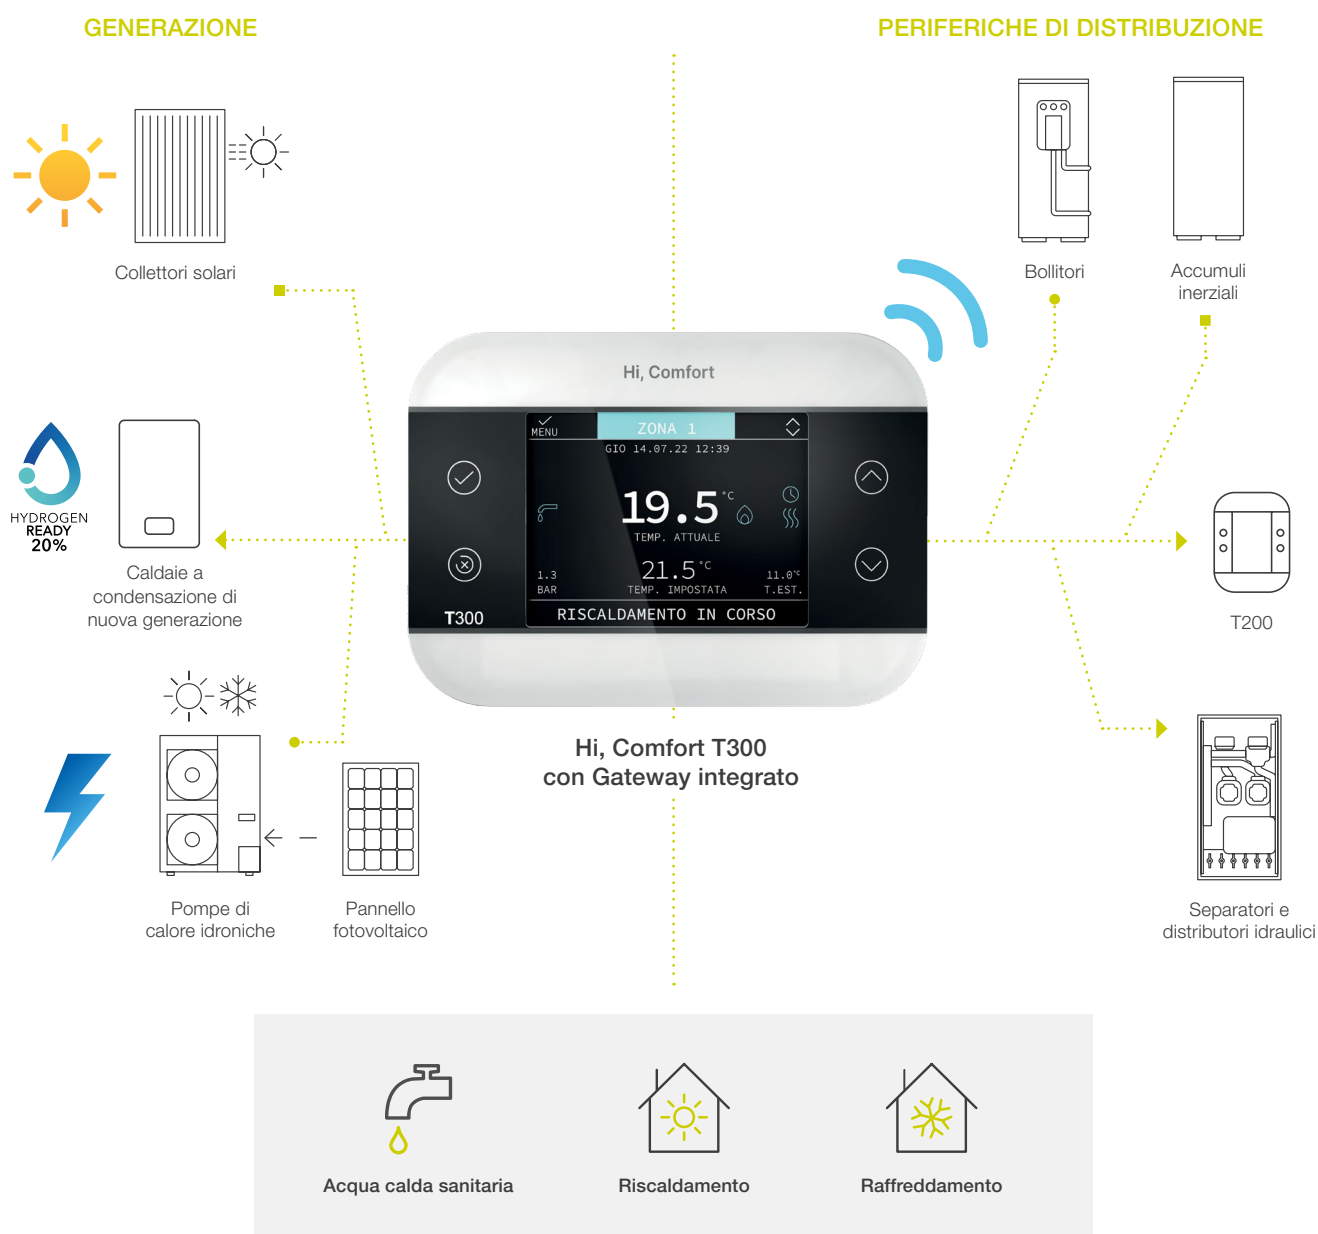 GENERAZIONE
PERIFERICHE DI DISTRIBUZIONE
Collettori solari
Bollitori
Accumuli
inerziali
Hi, Comfort
MENU
ZONA 1
GIO 14.07.22 12:39
19.5°C
TEMP. ATTUALE
21.5°C
TEMP. IMPOSTATA
1.3
BAR
11.0°C
T.EST.
RISCALDAMENTO IN CORSO
T300
HYDROGEN
READY
20%
Caldaie a
condensazione di
nuova generazione
T200
Hi, Comfort T300
con Gateway integrato
Pompe di
calore idroniche
Pannello
fotovoltaico
Separatori e
distributori idraulici
Acqua calda sanitaria
Riscaldamento
Raffreddamento